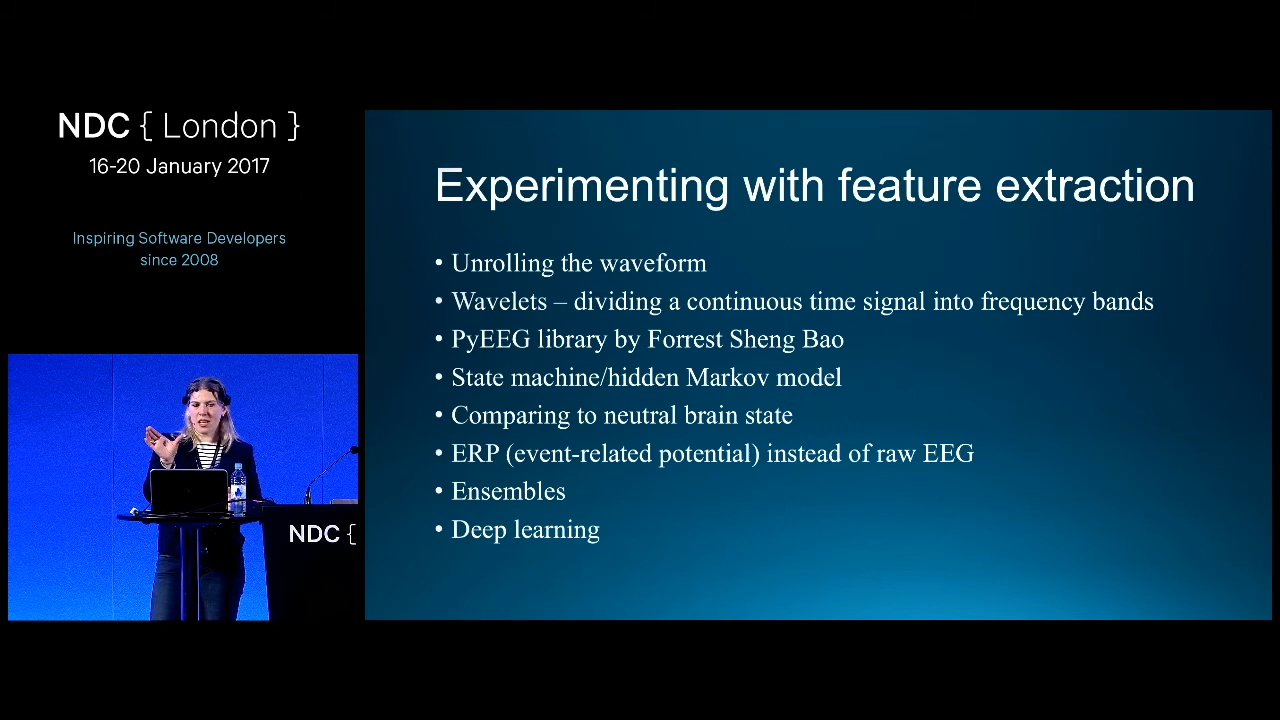 NDC { London }
16-20 January 2017
Inspiring Software Developers
since 2008
NDC {
Experimenting with feature extraction
• Unrolling the waveform
• Wavelets – dividing a continuous time signal into frequency bands
• PyEEG library by Forrest Sheng Bao
• State machine/hidden Markov model
• Comparing to neutral brain state
• ERP (event-related potential) instead of raw EEG
• Ensembles
• Deep learning